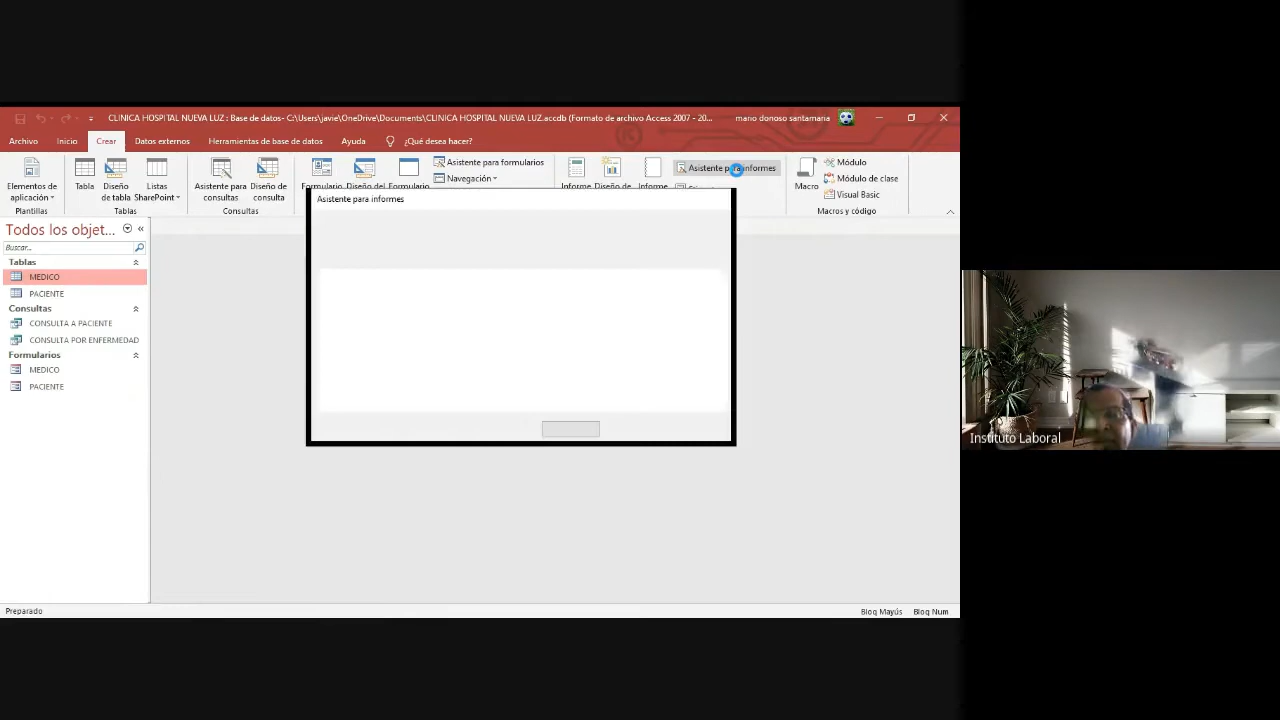 CLINICA HOSPITAL NUEVA LUZ : Base de datos- C:\Users\javie\OneDrive\Documents\CLINICA HOSPITAL NUEVA LUZ.accdb (Formato de archivo Access 2007 - 20...
mario donoso santamaria
Archivo Inicio Crear Datos externos Herramientas de base de datos Ayuda ¿Qué desea hacer?
Elementos de aplicación
Plantillas
Tabla
Diseño de tabla
Listas SharePoint
Tablas
Asistente para consultas
Diseño de consulta
Consultas
Formulario Diseño del Formulario
Asistente para formularios
Navegación
Informe Diseño de Informe
Asistente para informes
Macro
Módulo
Módulo de clase
Visual Basic
Macros y código
Asistente para informes
Todos los objet...
Buscar...
Tablas
MEDICO
PACIENTE
Consultas
CONSULTA A PACIENTE
CONSULTA POR ENFERMEDAD
Formularios
MEDICO
PACIENTE
Instituto Laboral
Preparado
Bloq Mayús Bloq Num